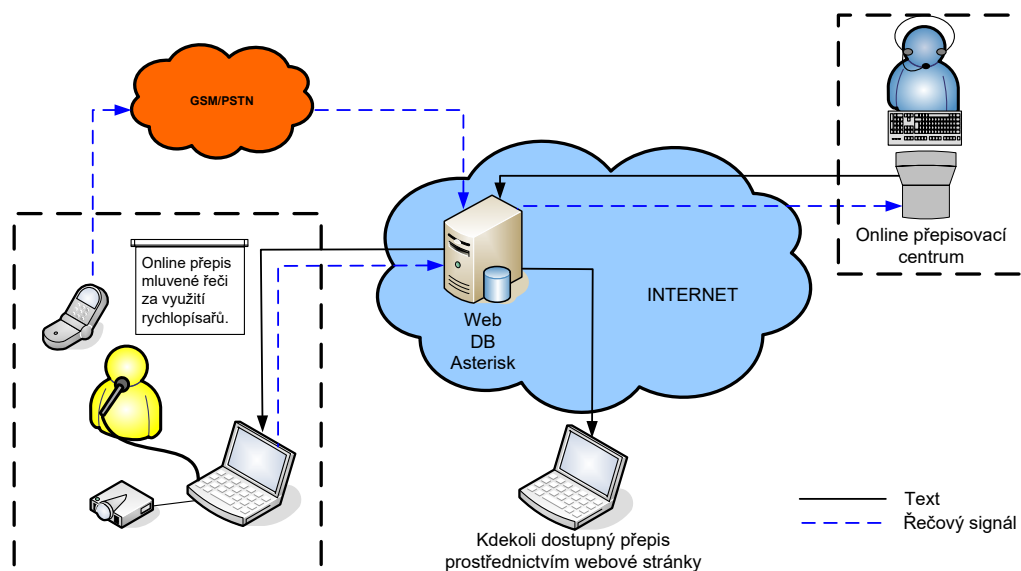 GSM/PSTN
Online přepis
mluvené řeči
za využití
rychlopísařů.
Web
DB
Asterisk
INTERNET
Online přepisovací
centrum
Kdekoli dostupný přepis
prostřednictvím webové stránky
Text
Řečový signál